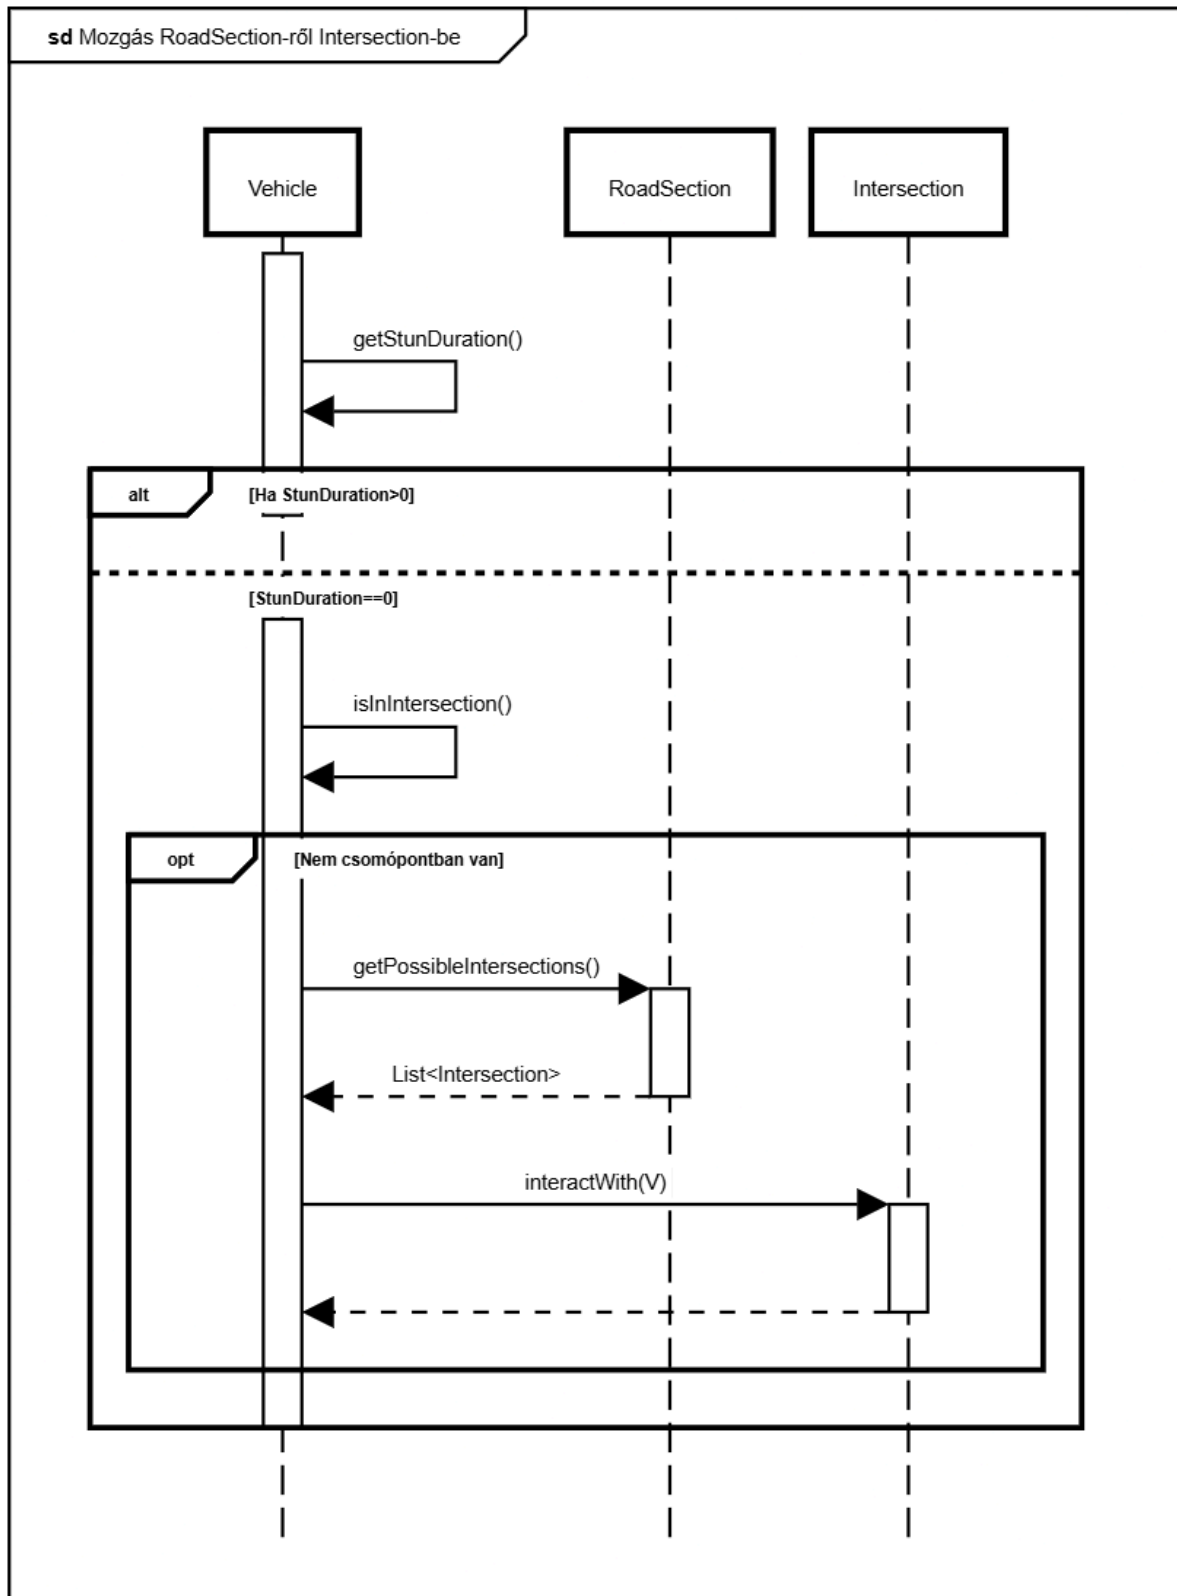 sd Mozgás RoadSection-ről Intersection-be
Vehicle
RoadSection
Intersection
getStunDuration()
alt
[Ha StunDuration>0]
[StunDuration==0]
isInIntersection()
opt
[Nem csomópontban van]
getPossibleIntersections()
List<Intersection>
interactWith(V)